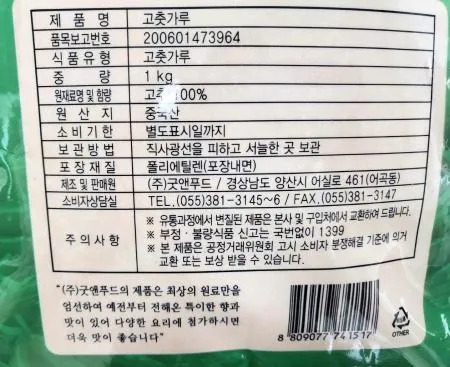 제품명 고춧가루
품목보고번호 200601473964
식품유형 고춧가루
중량 1 kg
원재료명 및 함량 고추 100%
원산지 중국산
소비기한 별도표시일까지
보관방법 직사광선을 피하고 서늘한 곳 보관
포장재질 폴리에틸렌(포장내면)
제조 및 판매원 (주)굿앤푸드 / 경상남도 양산시 어실로 461(어곡동)
소비자상담실 TEL.(055)381-3145~6 / FAX.(055)381-3147
주의사항 ※ 유통과정에서 변질된 제품은 본사 및 구입처에서 교환하여 드립니다.
※ 부정·불량식품 신고는 국번없이 1399
※ 본 제품은 공정거래위원회 고시 소비자 분쟁해결 기준에 의거
교환 또는 보상 받을 수 있습니다.
"(주)굿앤푸드의 제품은 최상의 원료만을
엄선하여 예전부터 전해온 특이한 향과
맛이 있어 다양한 요리에 첨가하시면
더욱 맛이 좋습니다"
8 809077 741517
OTHER